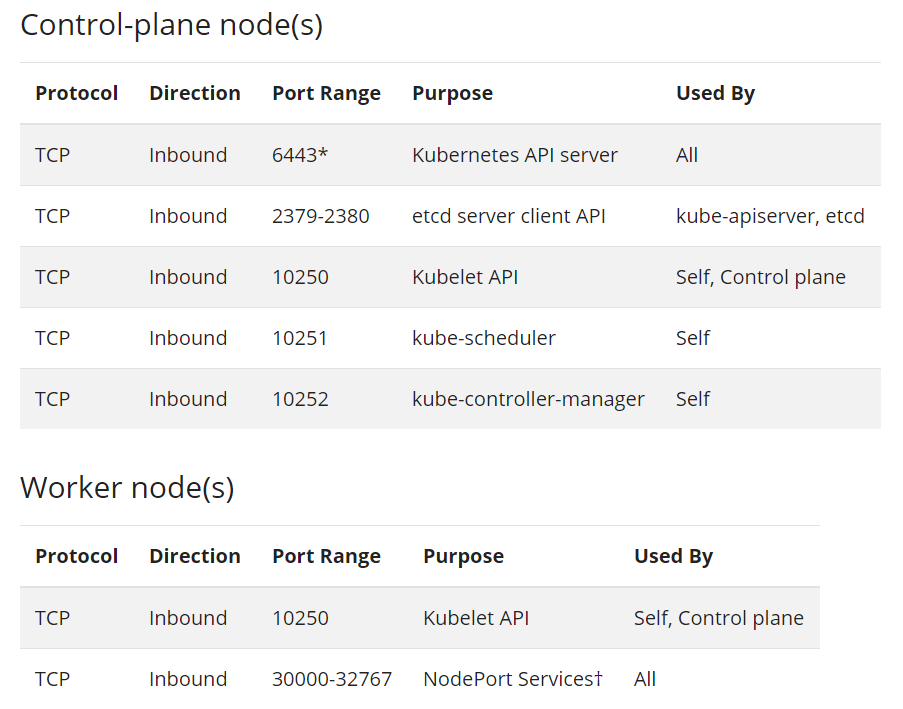 Control-plane node(s)
Protocol Direction Port Range Purpose Used By
TCP Inbound 6443* Kubernetes API server All
TCP Inbound 2379-2380 etcd server client API kube-apiserver, etcd
TCP Inbound 10250 Kubelet API Self, Control plane
TCP Inbound 10251 kube-scheduler Self
TCP Inbound 10252 kube-controller-manager Self
Worker node(s)
Protocol Direction Port Range Purpose Used By
TCP Inbound 10250 Kubelet API Self, Control plane
TCP Inbound 30000-32767 NodePort Services† All